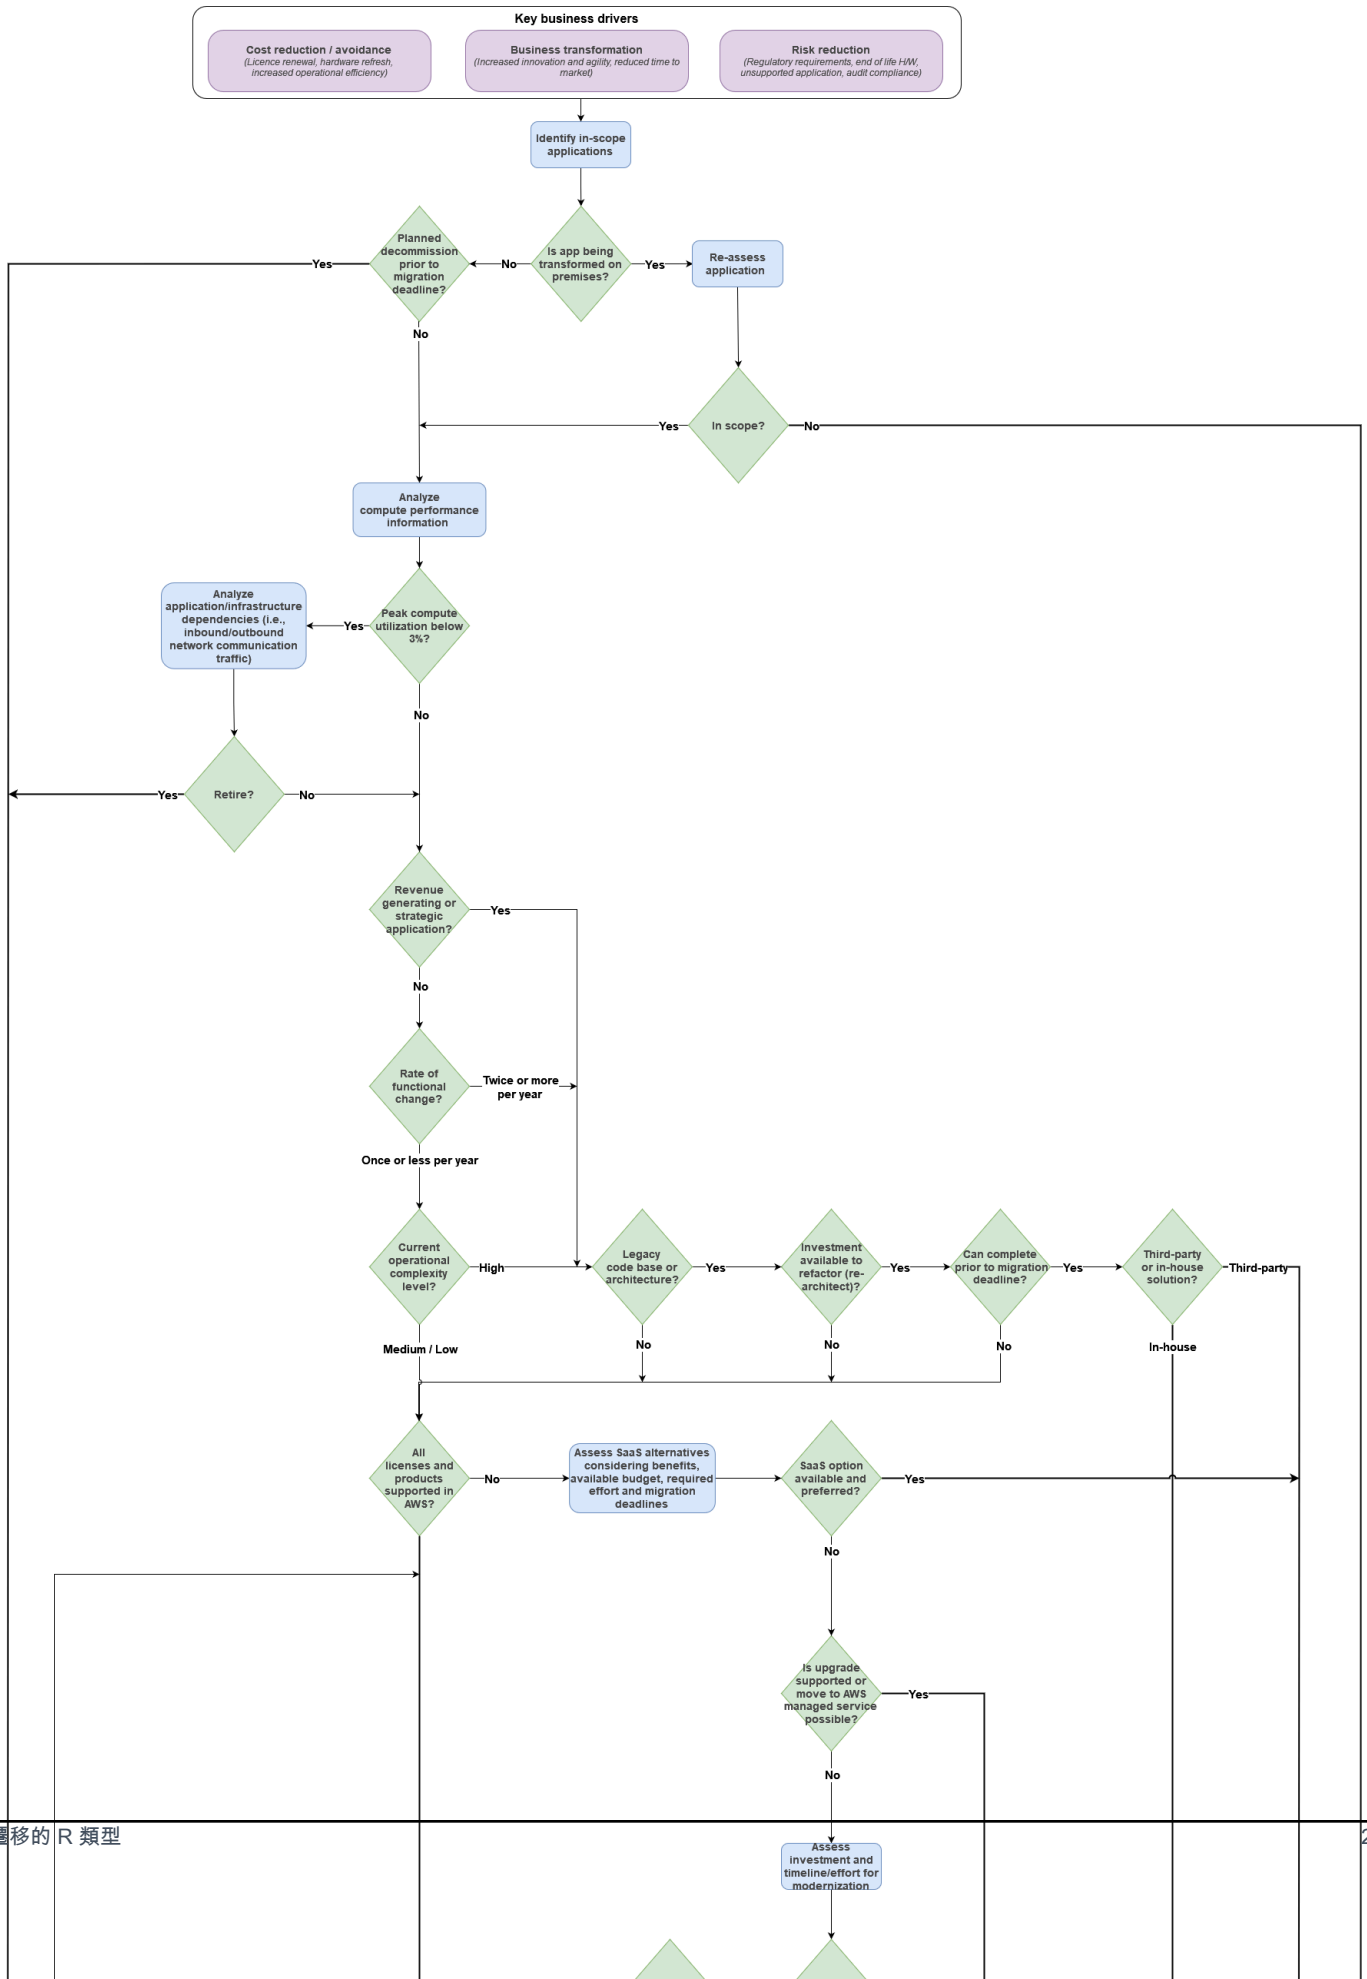 Key business drivers
Cost reduction / avoidance
(Licence renewal, hardware refresh,
increased operational efficiency)
Business transformation
(Increased innovation and agility, reduced time to
market)
Risk reduction
(Regulatory requirements, end of life H/W,
unsupported application, audit compliance)
Identify in-scope
applications
Planned
decommission
prior to
migration
deadline?
Is app being
transformed on
premises?
Re-assess
application
Yes
No
Yes
No
In scope?
Yes
No
Analyze
compute performance
information
Analyze
application/infrastructure
dependencies (i.e.,
inbound/outbound
network communication
traffic)
Yes
Peak compute
utilization below
3%?
No
Retire?
Yes
No
Revenue
generating or
strategic
application?
Yes
No
Rate of
functional
change?
Twice or more
per year
Once or less per year
Current
operational
complexity
level?
High
Legacy
code base or
architecture?
Yes
Investment
available to
refactor (re-
architect)?
Yes
Can complete
prior to migration
deadline?
Yes
Third-party
or in-house
solution?
Third-party
Medium / Low
No
No
No
In-house
All
licenses and
products
supported in
AWS?
No
Assess SaaS alternatives
considering benefits,
available budget, required
effort and migration
deadlines
SaaS option
available and
preferred?
Yes
No
Is upgrade
supported or
move to AWS
managed service
possible?
Yes
No
移的 R 類型
Assess
investment and
timeline/effort for
modernization